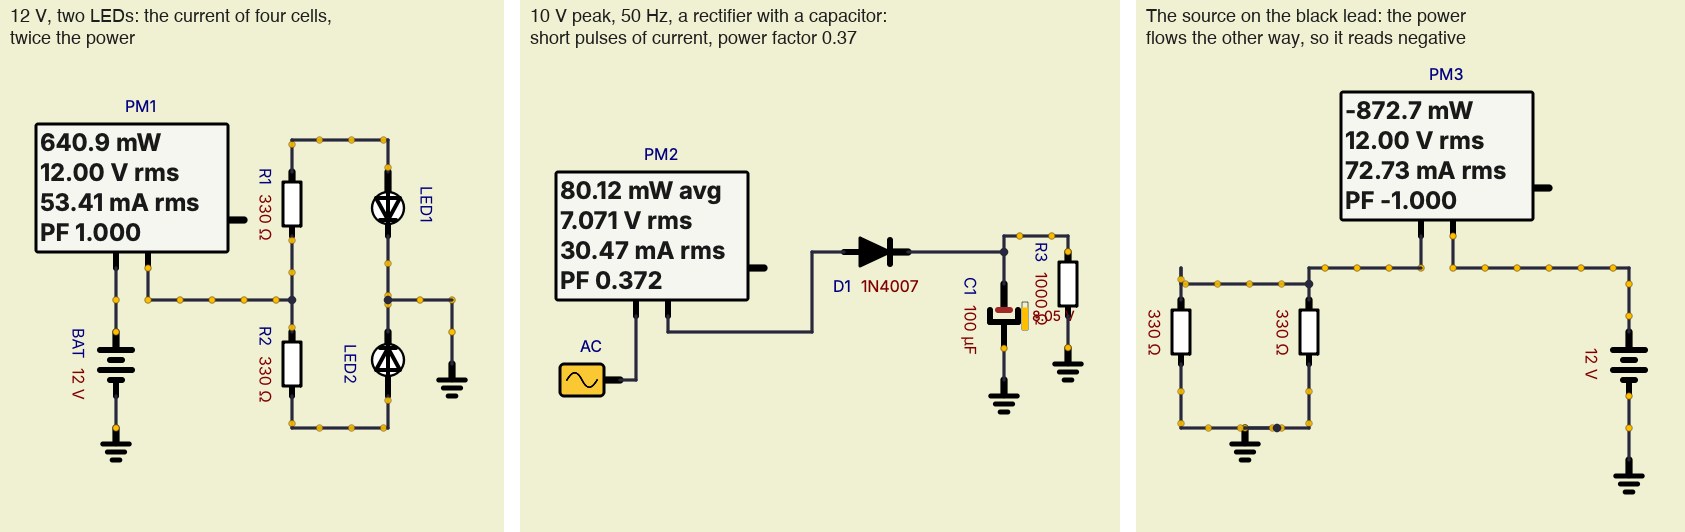 12 V, two LEDs: the current of four cells,
twice the power
PM1
640.9 mW
12.00 V rms
53.41 mA rms
PF 1.000
R1 330 Ω
LED1
R2 330 Ω
LED2
BAT 12 V
10 V peak, 50 Hz, a rectifier with a capacitor:
short pulses of current, power factor 0.37
PM2
80.12 mW avg
7.071 V rms
30.47 mA rms
PF 0.372
AC
D1 1N4007
C1 100 µF
R3 1000 Ω
8.05 V
The source on the black lead: the power
flows the other way, so it reads negative
PM3
-872.7 mW
12.00 V rms
72.73 mA rms
PF -1.000
330 Ω
330 Ω
12 V